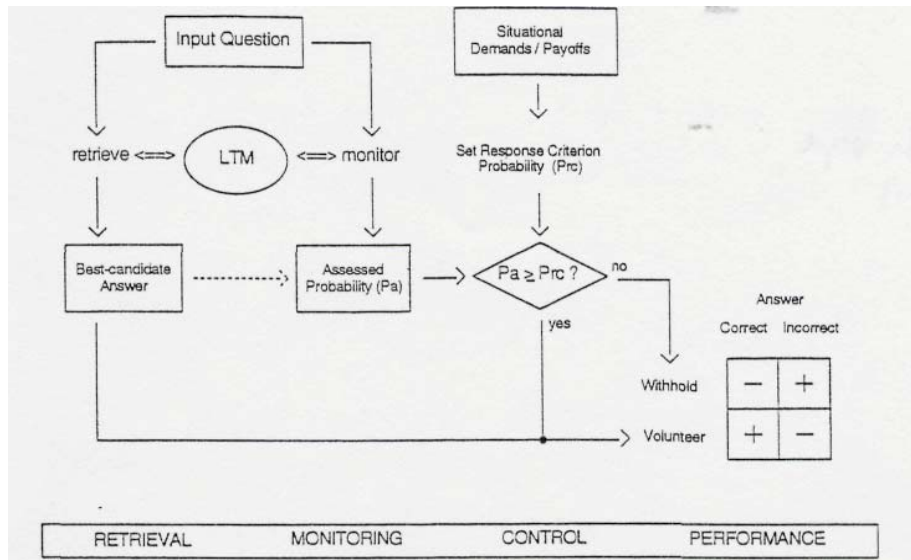 Input Question
Situational
Demands / Payoffs
retrieve <==>
LTM
<==> monitor
Set Response Criterion
Probability (Prc)
Best-candidate
Answer
Assessed
Probability (Pa)
Pa ≥ Prc ?
no
yes
Answer
Correct Incorrect
Withhold
− +
Volunteer
+ −
RETRIEVAL MONITORING CONTROL PERFORMANCE